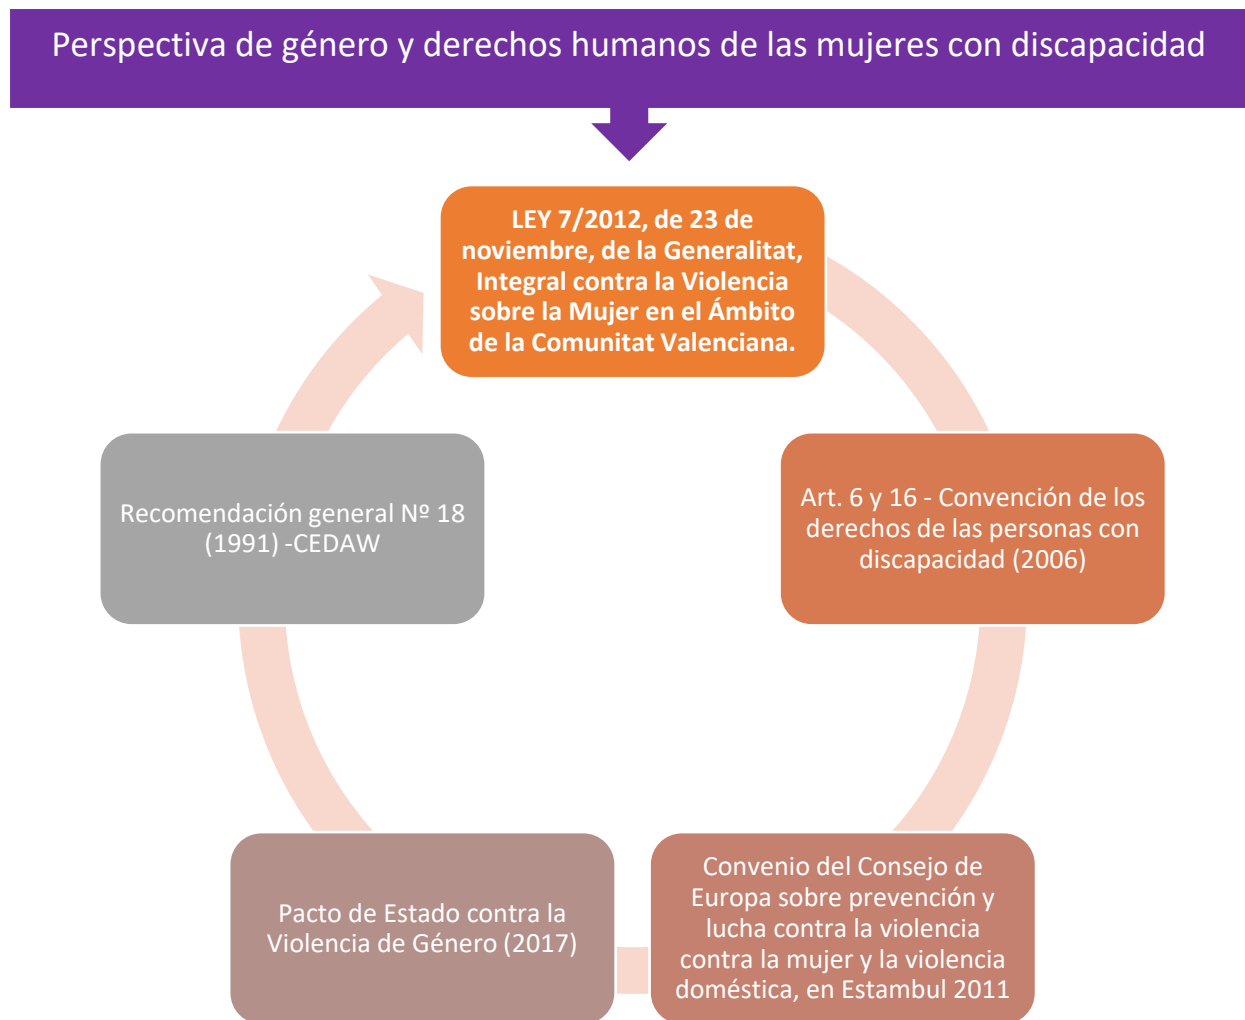 Perspectiva de género y derechos humanos de las mujeres con discapacidad
LEY 7/2012, de 23 de
noviembre, de la Generalitat,
Integral contra la Violencia
sobre la Mujer en el Ámbito
de la Comunitat Valenciana.
Art. 6 y 16 - Convención de los
derechos de las personas con
discapacidad (2006)
Convenio del Consejo de
Europa sobre prevención y
lucha contra la violencia
contra la mujer y la violencia
doméstica, en Estambul 2011
Pacto de Estado contra la
Violencia de Género (2017)
Recomendación general Nº 18
(1991) -CEDAW